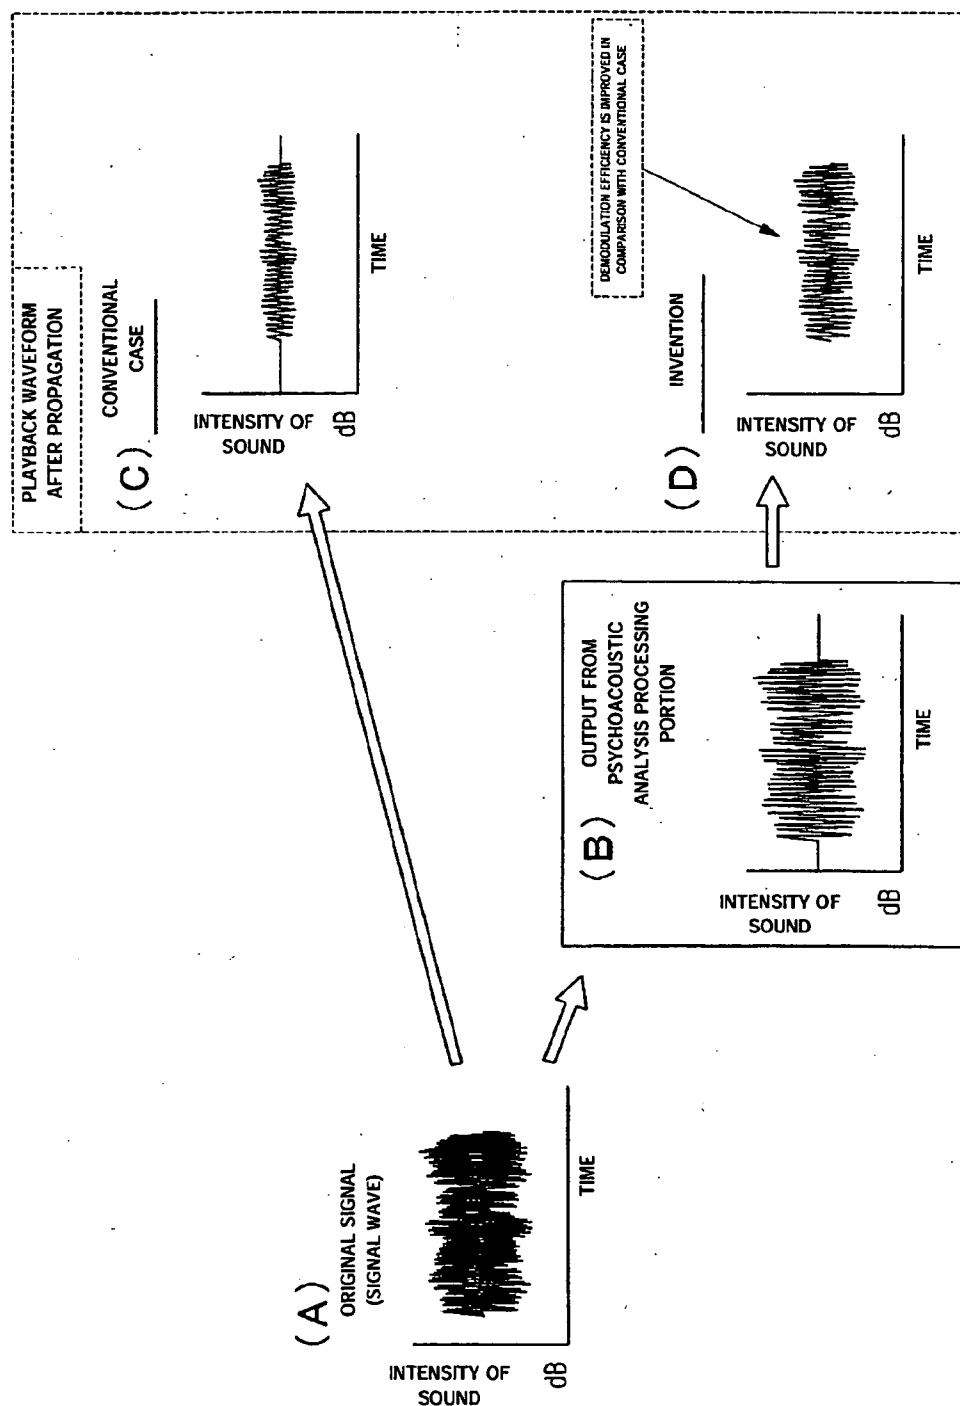 (A)
ORIGINAL SIGNAL
(SIGNAL WAVE)
INTENSITY OF
SOUND
dB
TIME
(B)
OUTPUT FROM
PSYCHOACOUSTIC
ANALYSIS PROCESSING
PORTION
INTENSITY OF
SOUND
dB
TIME
PLAYBACK WAVEFORM
AFTER PROPAGATION
(C)
CONVENTIONAL
CASE
INTENSITY OF
SOUND
dB
TIME
(D)
INVENTION
DEMODULATION EFFICIENCY IS IMPROVED IN
COMPARISON WITH CONVENTIONAL CASE
INTENSITY OF
SOUND
dB
TIME